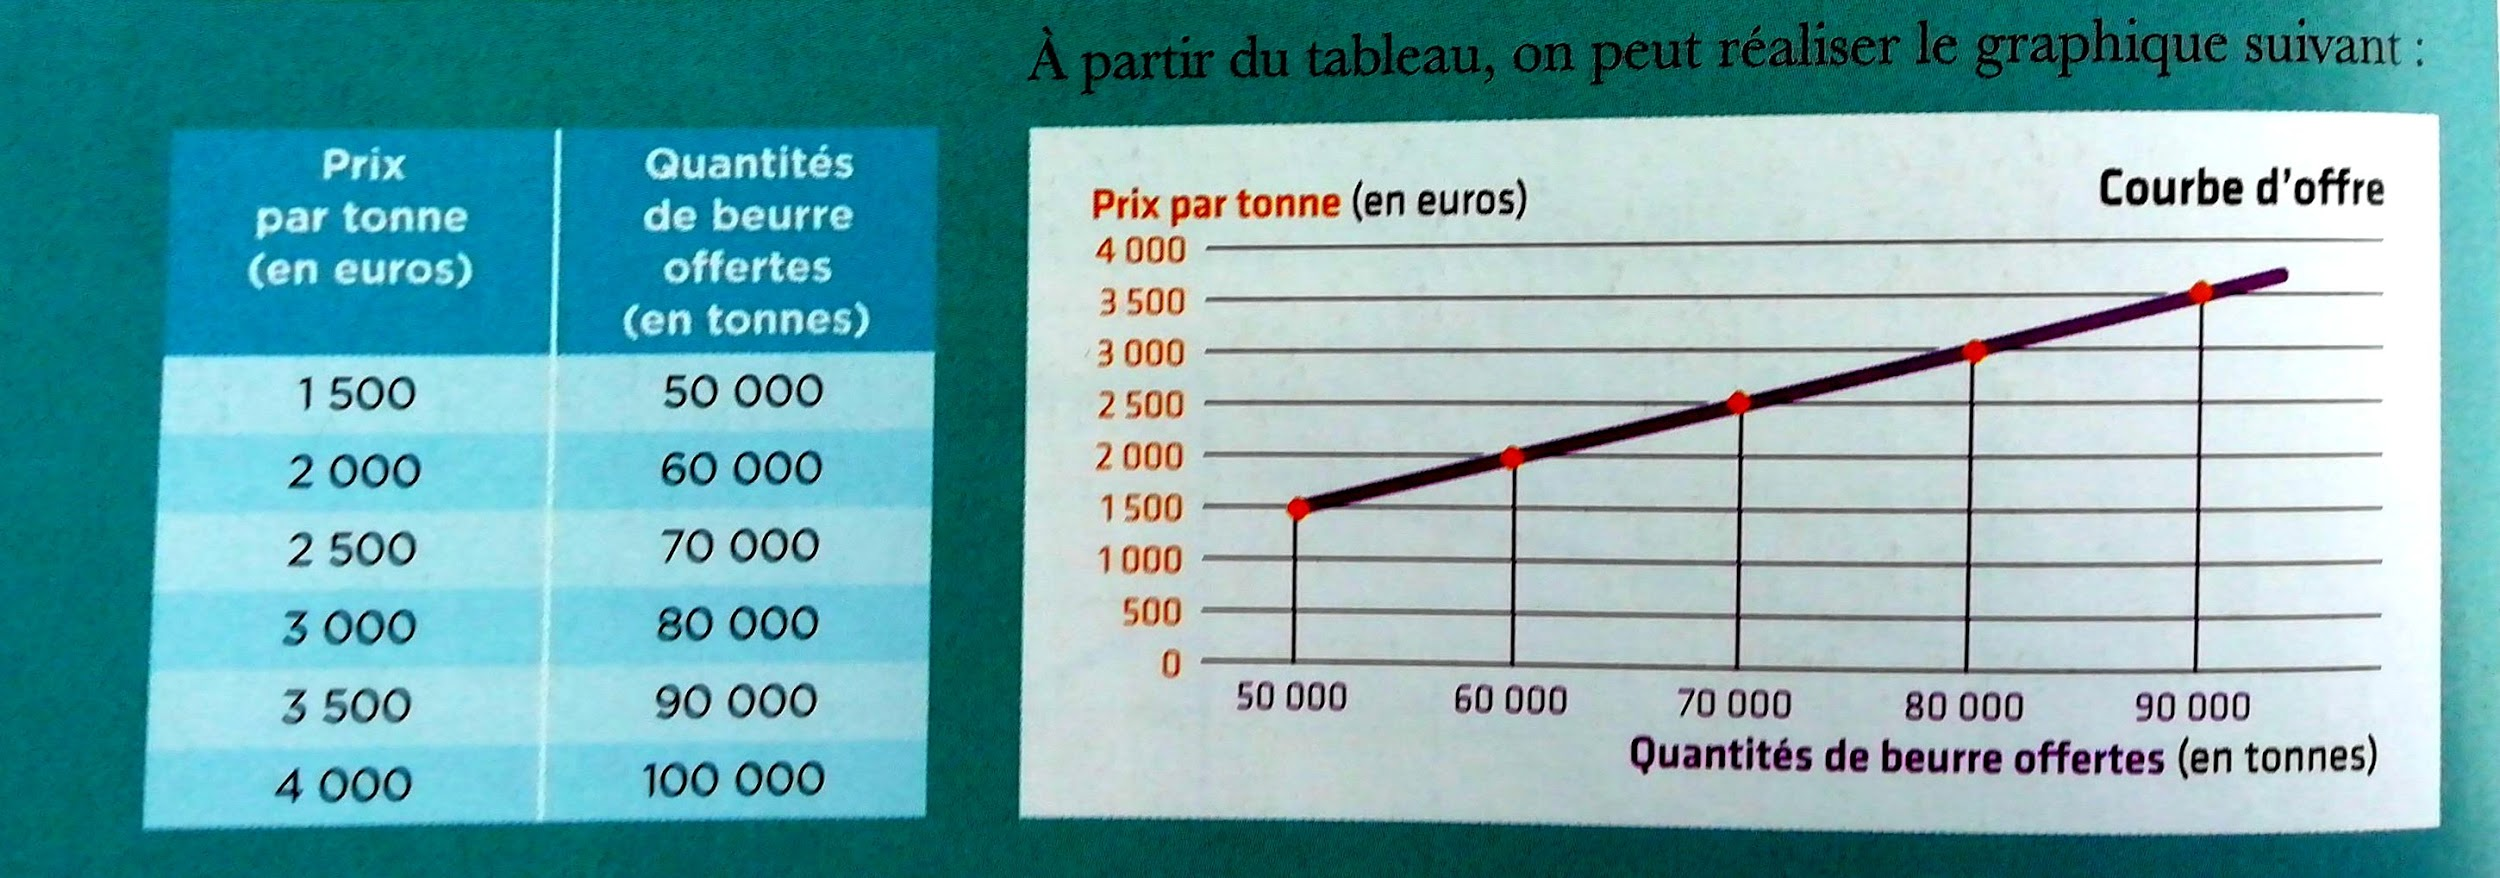 À partir du tableau, on peut réaliser le graphique suivant :
Prix
par tonne
(en euros)
Quantités
de beurre
offertes
(en tonnes)
1 500 50 000
2 000 60 000
2 500 70 000
3 000 80 000
3 500 90 000
4 000 100 000
Courbe d'offre
Prix par tonne (en euros)
4 000
3 500
3 000
2 500
2 000
1 500
1 000
500
0
50 000 60 000 70 000 80 000 90 000
Quantités de beurre offertes (en tonnes)